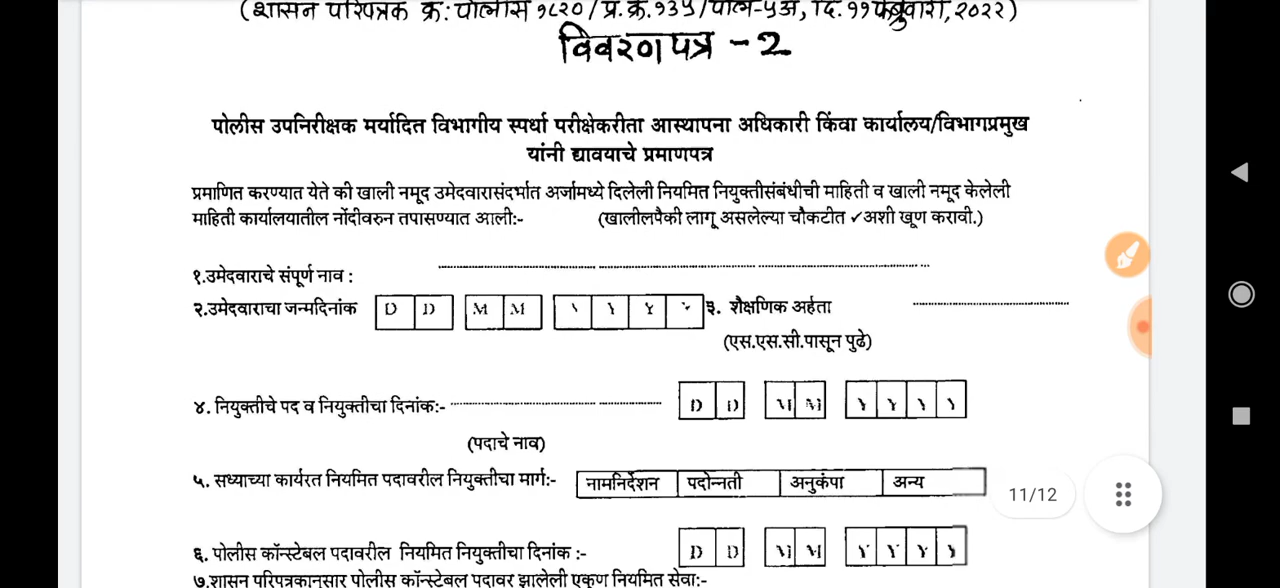 (शासन परिपत्रक क्र: पोलीस १८२०/प्र.क्र.१३५/पोल-५अ, दि. ११ फेब्रुवारी, २०२२)
विवरणपत्र - 2
पोलीस उपनिरीक्षक मर्यादित विभागीय स्पर्धा परीक्षेकरीता आस्थापना अधिकारी किंवा कार्यालय/विभागप्रमुख
यांनी द्यावयाचे प्रमाणपत्र
प्रमाणित करण्यात येते की खाली नमूद उमेदवारासंदर्भात अर्जामध्ये दिलेली नियमित नियुक्तीसंबंधीची माहिती व खाली नमूद केलेली
माहिती कार्यालयातील नोंदीवरुन तपासण्यात आली:- (खालीलपैकी लागू असलेल्या चौकटीत ✓अशी खूण करावी.)
१.उमेदवाराचे संपूर्ण नाव :
२.उमेदवाराचा जन्मदिनांक D D M M Y Y Y Y ३. शैक्षणिक अर्हता
(एस.एस.सी.पासून पुढे)
४. नियुक्तीचे पद व नियुक्तीचा दिनांक:- D D M M Y Y Y Y
(पदाचे नाव)
५. सध्याच्या कार्यरत नियमित पदावरील नियुक्तीचा मार्ग:- नामनिर्देशन पदोन्नती अनुकंपा अन्य
11/12
६. पोलीस कॉन्स्टेबल पदावरील नियमित नियुक्तीचा दिनांक :- D D M M Y Y Y Y
७.शासन परिपत्रकानुसार पोलीस कॉन्स्टेबल पदावर झालेली एकूण नियमित सेवा:-